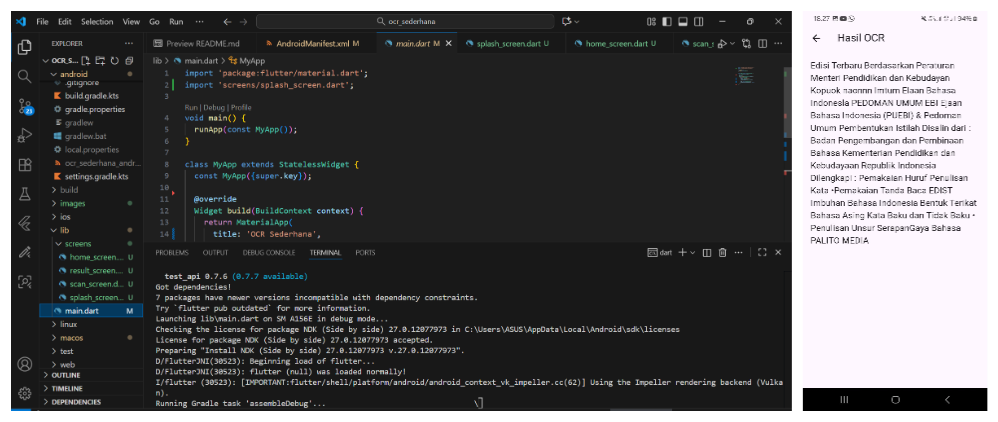 File Edit Selection View Go Run ... ocr_sederhana
EXPLORER
OCR_S...
android
.gitignore
build.gradle.kts
gradle.properties
gradlew
gradlew.bat
local.properties
ocr_sederhana_andr...
settings.gradle.kts
build
images
ios
lib
screens
home_screen... U
result_screen... U
scan_screen.d... U
splash_screen... U
main.dart M
linux
macos
test
web
OUTLINE
TIMELINE
DEPENDENCIES
23
Preview README.md AndroidManifest.xml M main.dart M splash_screen.dart U home_screen.dart U scan_s
lib > main.dart > MyApp
1 import 'package:flutter/material.dart';
2 import 'screens/splash_screen.dart';
3
Run | Debug | Profile
4 void main() {
5 runApp(const MyApp());
6 }
7
8 class MyApp extends StatelessWidget {
9 const MyApp({super.key});
10
11 @override
12 Widget build(BuildContext context) {
13 return MaterialApp(
14 title: 'OCR Sederhana',
PROBLEMS OUTPUT DEBUG CONSOLE TERMINAL PORTS dart
test_api 0.7.6 (0.7.7 available)
Got dependencies!
7 packages have newer versions incompatible with dependency constraints.
Try `flutter pub outdated` for more information.
Launching lib\main.dart on SM A156E in debug mode...
Checking the license for package NDK (Side by side) 27.0.12077973 in C:\Users\ASUS\AppData\Local\Android\sdk\licenses
License for package NDK (Side by side) 27.0.12077973 accepted.
Preparing "Install NDK (Side by side) 27.0.12077973 v.27.0.12077973".
D/FlutterJNI(30523): Beginning load of flutter...
D/FlutterJNI(30523): flutter (null) was loaded normally!
I/flutter (30523): [IMPORTANT:flutter/shell/platform/android/android_context_vk_impeller.cc(62)] Using the Impeller rendering backend (Vulka
n).
Running Gradle task 'assembleDebug'... \]
18.27 94%
Hasil OCR
Edisi Terbaru Berdasarkan Peraturan
Menteri Pendidikan dan Kebudayan
Kopuok naonnn Imtium Elaan Bahasa
Indonesia PEDOMAN UMUM EBI Ejaan
Bahasa Indonesia (PUEBI) & Pedoman
Umum Pembentukan Istilah Disalin dari :
Badan Pengembangan dan Pembinaan
Bahasa Kementerian Pendidikan dan
Kebudayaan Republik Indonesia
Dilengkapi : Pemakaian Huruf Penulisan
Kata •Pemakaian Tanda Baca EDIST
Imbuhan Bahasa Indonesia Bentuk Terikat
Bahasa Asing Kata Baku dan Tidak Baku •
Penulisan Unsur SerapanGaya Bahasa
PALITO MEDIA